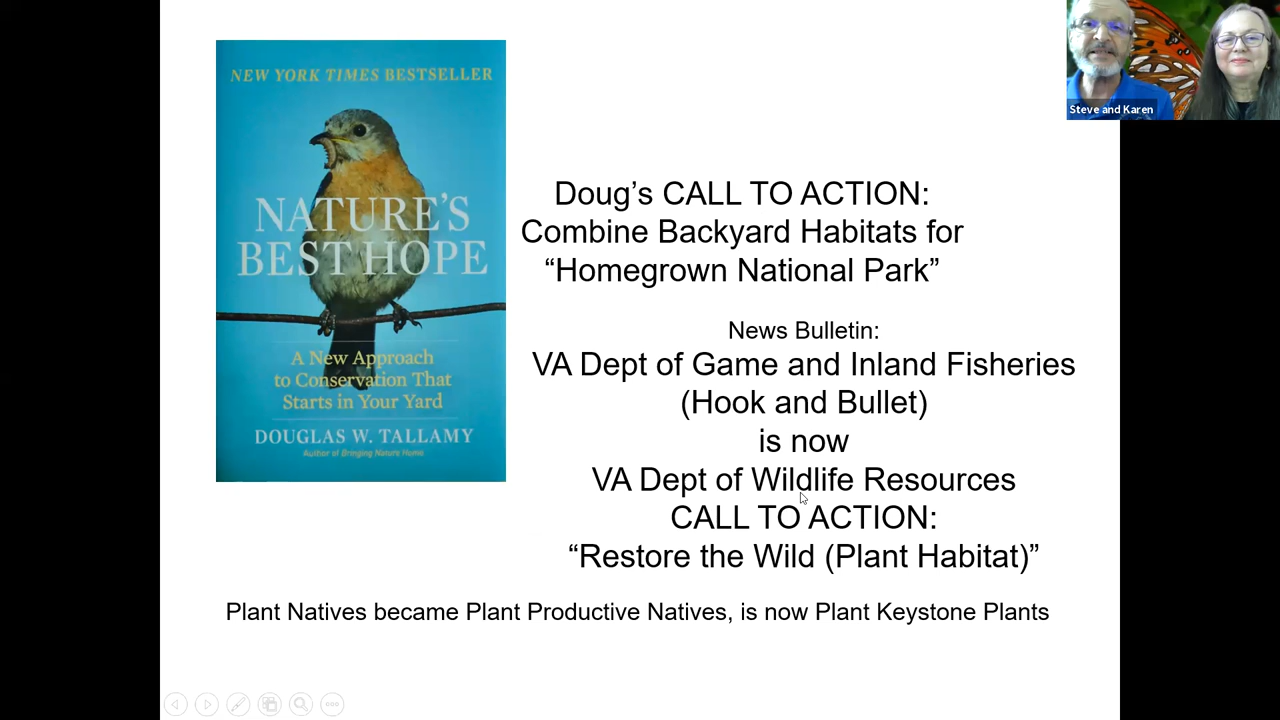 NEW YORK TIMES BESTSELLER
NATURE'S
BEST HOPE
A New Approach
to Conservation That
Starts in Your Yard
DOUGLAS W. TALLAMY
Author of Bringing Nature Home
Doug’s CALL TO ACTION:
Combine Backyard Habitats for
“Homegrown National Park”
News Bulletin:
VA Dept of Game and Inland Fisheries
(Hook and Bullet)
is now
VA Dept of Wildlife Resources
CALL TO ACTION:
“Restore the Wild (Plant Habitat)”
Plant Natives became Plant Productive Natives, is now Plant Keystone Plants
Steve and Karen